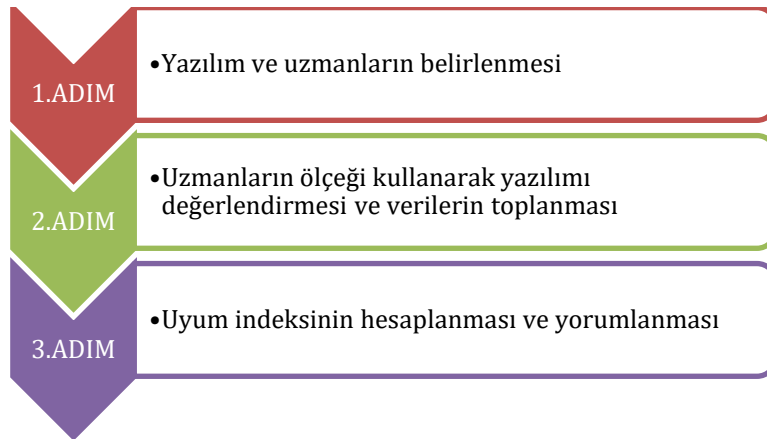 1.ADIM
•Yazılım ve uzmanların belirlenmesi
2.ADIM
•Uzmanların ölçeği kullanarak yazılımı
değerlendirmesi ve verilerin toplanması
3.ADIM
•Uyum indeksinin hesaplanması ve yorumlanması